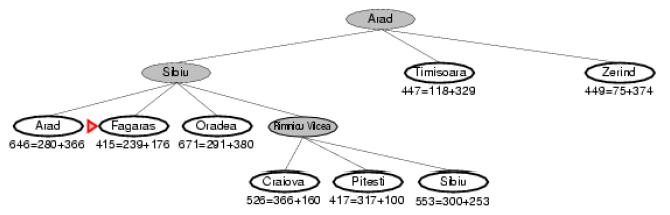 Arad
Sibiu
Timisoara
Zerind
447=118+329
449=75+374
Arad
Fagaras
Oradea
Rimnicu Vilcea
646=280+366
415=239+176
671=291+380
Craiova
Pitesti
Sibiu
526=366+160
417=317+100
553=300+253